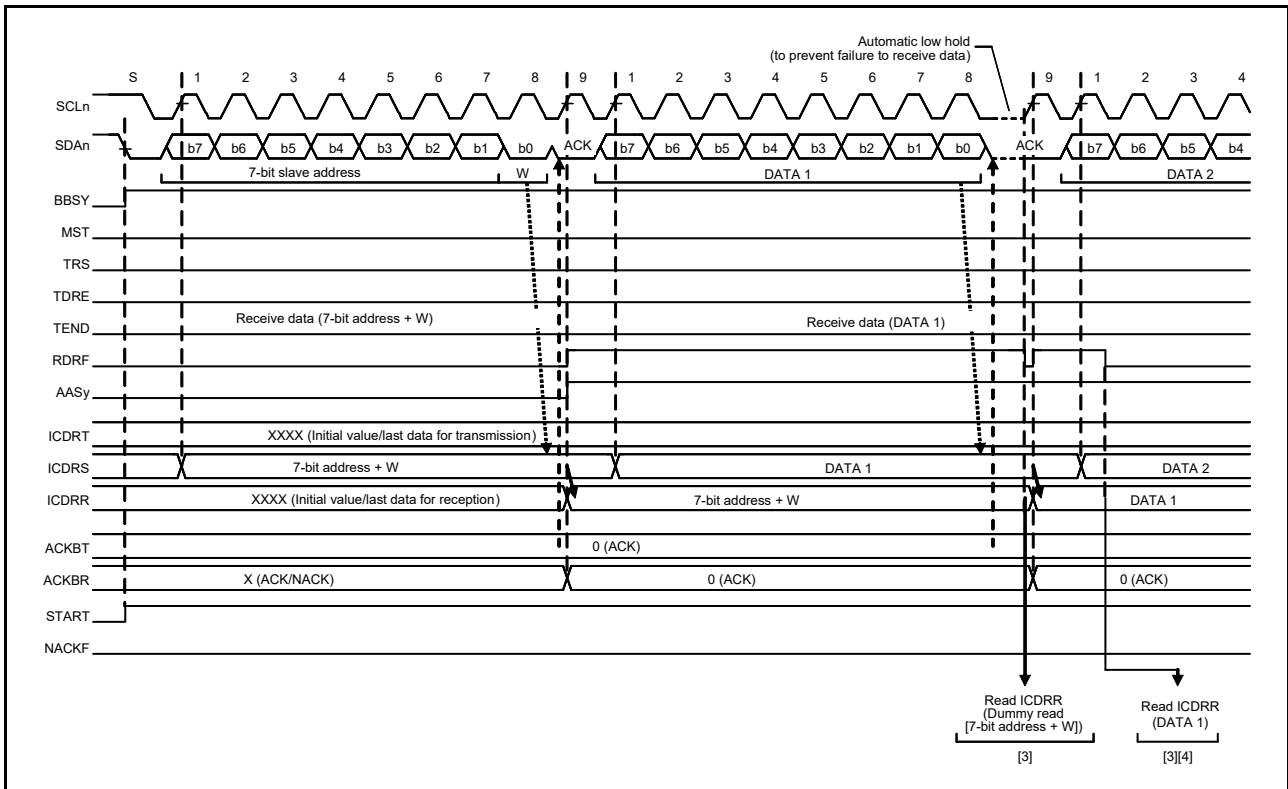 Automatic low hold
(to prevent failure to receive data)
S 1 2 3 4 5 6 7 8 9 1 2 3 4 5 6 7 8 9 1 2 3 4
SCLn
SDAn b7 b6 b5 b4 b3 b2 b1 b0 ACK b7 b6 b5 b4 b3 b2 b1 b0 ACK b7 b6 b5 b4
7-bit slave address W DATA 1 DATA 2
BBSY
MST
TRS
TDRE
TEND Receive data (7-bit address + W) Receive data (DATA 1)
RDRF
AASy
ICDRT XXXX (Initial value/last data for transmission)
ICDRS 7-bit address + W DATA 1 DATA 2
ICDRR XXXX (Initial value/last data for reception) 7-bit address + W DATA 1
ACKBT 0 (ACK)
ACKBR X (ACK/NACK) 0 (ACK) 0 (ACK)
START
NACKF
Read ICDRR
(Dummy read
[7-bit address + W])
[3]
Read ICDRR
(DATA 1)
[3][4]